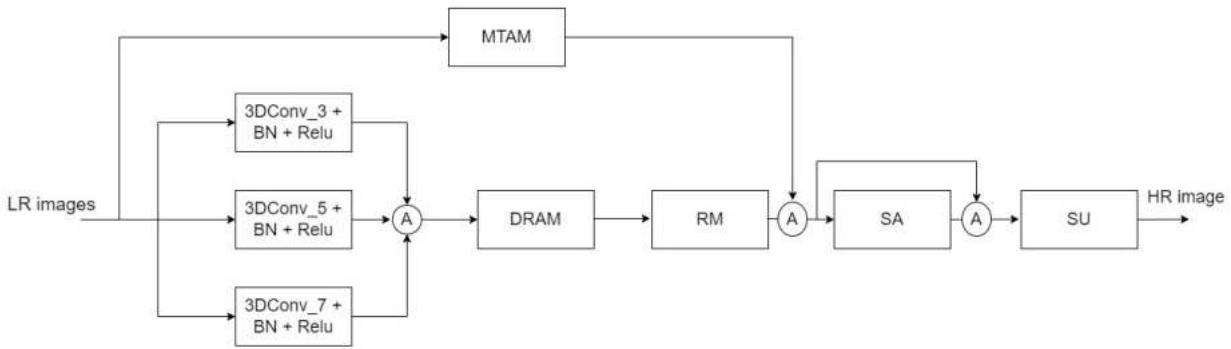 MTAM
3DConv_3 +
BN + Relu
LR images
3DConv_5 +
BN + Relu
A
DRAM
RM
A
SA
A
SU
HR image
3DConv_7 +
BN + Relu